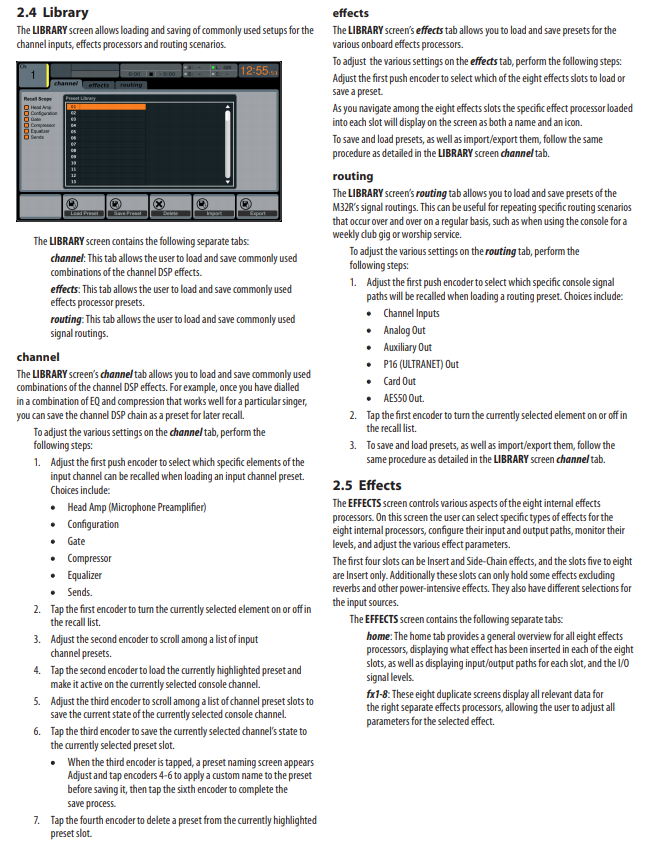 2.4 Library
The LIBRARY screen allows loading and saving of commonly used setups for the
channel inputs, effects processors and routing scenarios.
1
12:55
channel effects routing
Recall Scope
Preset Library
Head Amp
Configuration
Gate
Compressor
Equalizer
Sends
01
02
03
04
05
06
07
08
09
10
11
12
13
Load Preset Save Preset Delete Import Export
The LIBRARY screen contains the following separate tabs:
channel: This tab allows the user to load and save commonly used
combinations of the channel DSP effects.
effects: This tab allows the user to load and save commonly used
effects processor presets.
routing: This tab allows the user to load and save commonly used
signal routings.
channel
The LIBRARY screen's channel tab allows you to load and save commonly used
combinations of the channel DSP effects. For example, once you have dialled
in a combination of EQ and compression that works well for a particular singer,
you can save the channel DSP chain as a preset for later recall.
To adjust the various settings on the channel tab, perform the
following steps:
1. Adjust the first push encoder to select which specific elements of the
input channel can be recalled when loading an input channel preset.
Choices include:
• Head Amp (Microphone Preamplifier)
• Configuration
• Gate
• Compressor
• Equalizer
• Sends.
2. Tap the first encoder to turn the currently selected element on or off in
the recall list.
3. Adjust the second encoder to scroll among a list of input
channel presets.
4. Tap the second encoder to load the currently highlighted preset and
make it active on the currently selected console channel.
5. Adjust the third encoder to scroll among a list of channel preset slots to
save the current state of the currently selected console channel.
6. Tap the third encoder to save the currently selected channel's state to
the currently selected preset slot.
• When the third encoder is tapped, a preset naming screen appears
Adjust and tap encoders 4-6 to apply a custom name to the preset
before saving it, then tap the sixth encoder to complete the
save process.
7. Tap the fourth encoder to delete a preset from the currently highlighted
preset slot.
effects
The LIBRARY screen's effects tab allows you to load and save presets for the
various onboard effects processors.
To adjust the various settings on the effects tab, perform the following steps:
Adjust the first push encoder to select which of the eight effects slots to load or
save a preset.
As you navigate among the eight effects slots the specific effect processor loaded
into each slot will display on the screen as both a name and an icon.
To save and load presets, as well as import/export them, follow the same
procedure as detailed in the LIBRARY screen channel tab.
routing
The LIBRARY screen's routing tab allows you to load and save presets of the
M32R's signal routings. This can be useful for repeating specific routing scenarios
that occur over and over on a regular basis, such as when using the console for a
weekly club gig or worship service.
To adjust the various settings on the routing tab, perform the
following steps:
1. Adjust the first push encoder to select which specific console signal
paths will be recalled when loading a routing preset. Choices include:
• Channel Inputs
• Analog Out
• Auxiliary Out
• P16 (ULTRANET) Out
• Card Out
• AES50 Out.
2. Tap the first encoder to turn the currently selected element on or off in
the recall list.
3. To save and load presets, as well as import/export them, follow the
same procedure as detailed in the LIBRARY screen channel tab.
2.5 Effects
The EFFECTS screen controls various aspects of the eight internal effects
processors. On this screen the user can select specific types of effects for the
eight internal processors, configure their input and output paths, monitor their
levels, and adjust the various effect parameters.
The first four slots can be Insert and Side-Chain effects, and the slots five to eight
are Insert only. Additionally these slots can only hold some effects excluding
reverbs and other power-intensive effects. They also have different selections for
the input sources.
The EFFECTS screen contains the following separate tabs:
home: The home tab provides a general overview for all eight effects
processors, displaying what effect has been inserted in each of the eight
slots, as well as displaying input/output paths for each slot, and the I/O
signal levels.
fx1-8: These eight duplicate screens display all relevant data for
the right separate effects processors, allowing the user to adjust all
parameters for the selected effect.